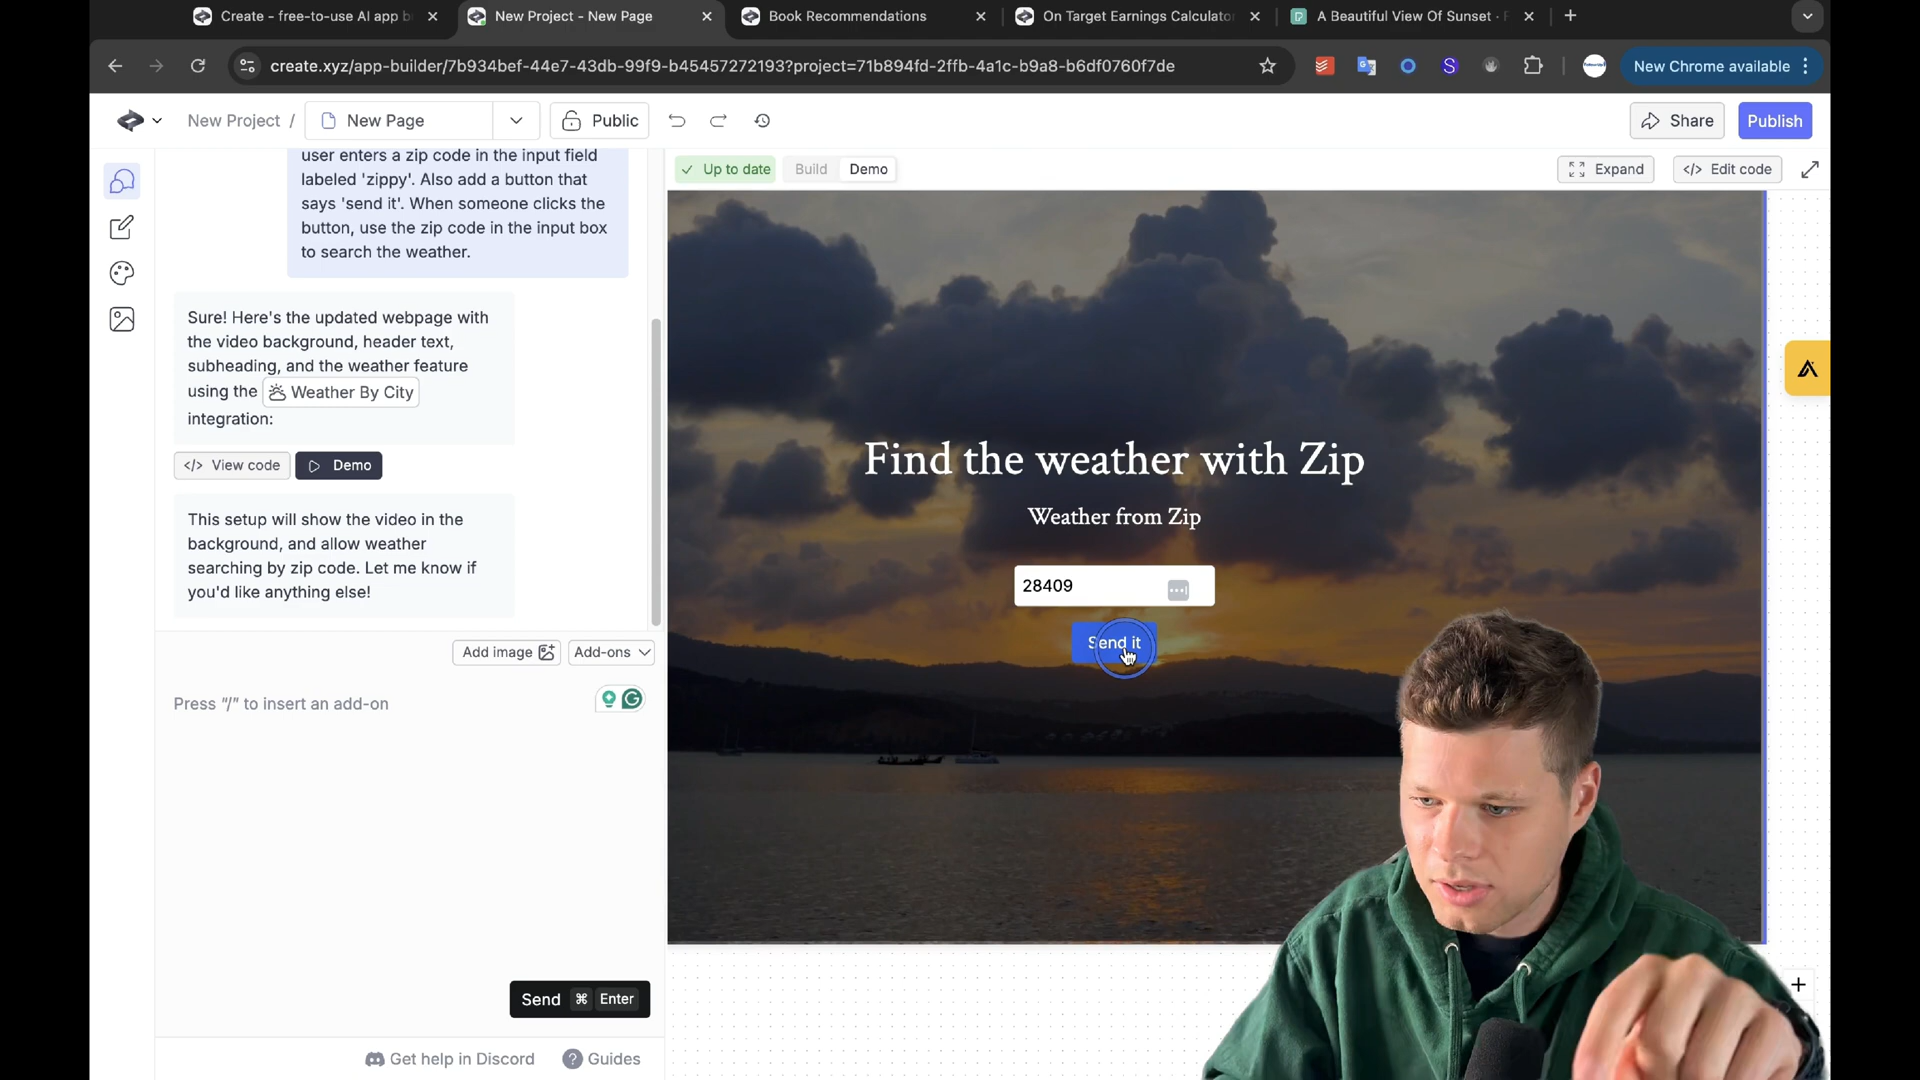 Create - free-to-use AI app b
New Project - New Page
Book Recommendations
On Target Earnings Calculator
A Beautiful View Of Sunset ·
create.xyz/app-builder/7b934bef-44e7-43db-99f9-b45457272193?project=71b894fd-2ffb-4a1c-b9a8-b6df0760f7de
New Chrome available
New Project /
New Page
Public
Share
Publish
user enters a zip code in the input field
labeled 'zippy'. Also add a button that
says 'send it'. When someone clicks the
button, use the zip code in the input box
to search the weather.
Sure! Here's the updated webpage with
the video background, header text,
subheading, and the weather feature
using the Weather By City
integration:
</> View code
Demo
This setup will show the video in the
background, and allow weather
searching by zip code. Let me know if
you'd like anything else!
Add image
Add-ons
Press "/" to insert an add-on
Send ⌘ Enter
Get help in Discord
? Guides
Up to date
Build
Demo
Expand
</> Edit code
Find the weather with Zip
Weather from Zip
28409
Send it